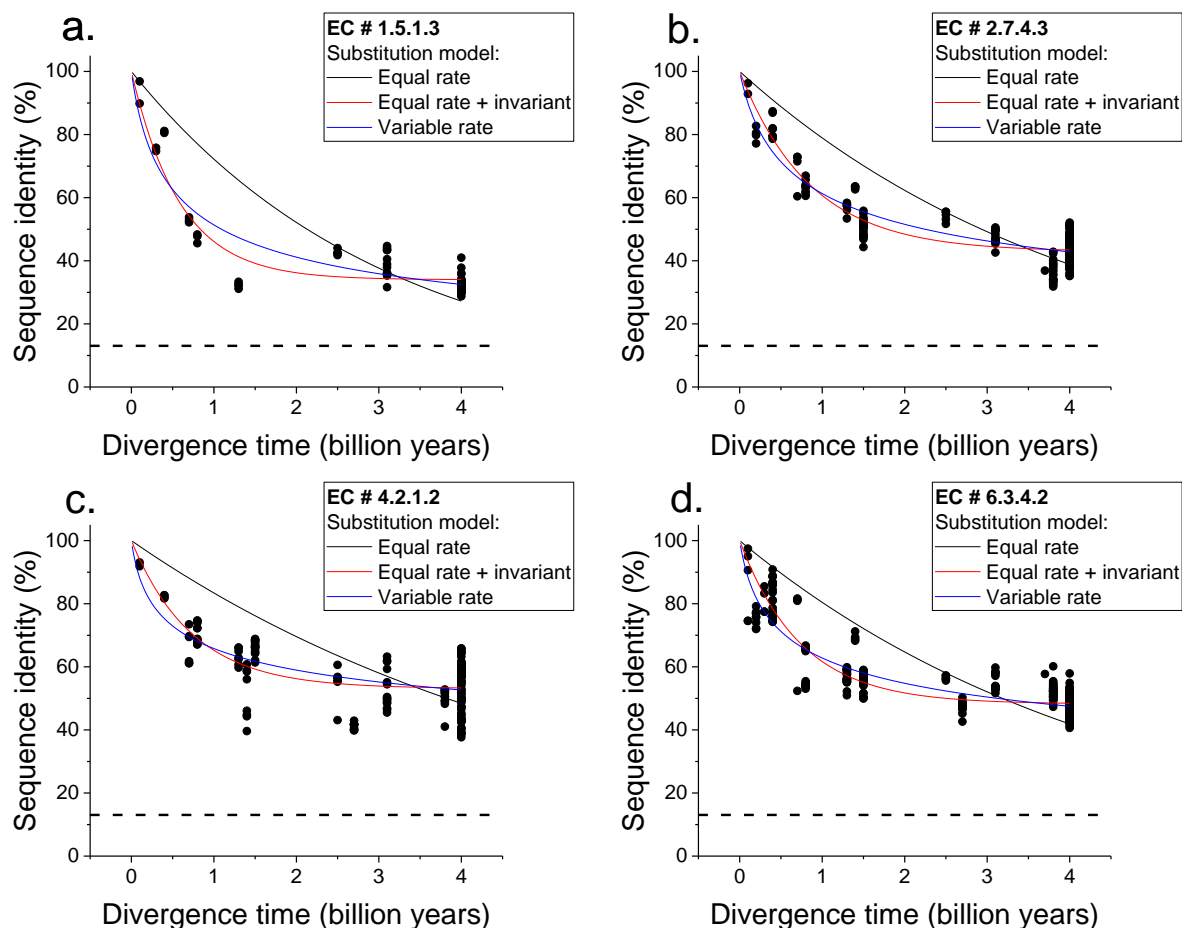 a.
EC # 1.5.1.3
Substitution model:
Equal rate
Equal rate + invariant
Variable rate
Sequence identity (%)
100
80
60
40
20
0
0 1 2 3 4
Divergence time (billion years)
b.
EC # 2.7.4.3
Substitution model:
Equal rate
Equal rate + invariant
Variable rate
Sequence identity (%)
100
80
60
40
20
0
0 1 2 3 4
Divergence time (billion years)
c.
EC # 4.2.1.2
Substitution model:
Equal rate
Equal rate + invariant
Variable rate
Sequence identity (%)
100
80
60
40
20
0
0 1 2 3 4
Divergence time (billion years)
d.
EC # 6.3.4.2
Substitution model:
Equal rate
Equal rate + invariant
Variable rate
Sequence identity (%)
100
80
60
40
20
0
0 1 2 3 4
Divergence time (billion years)